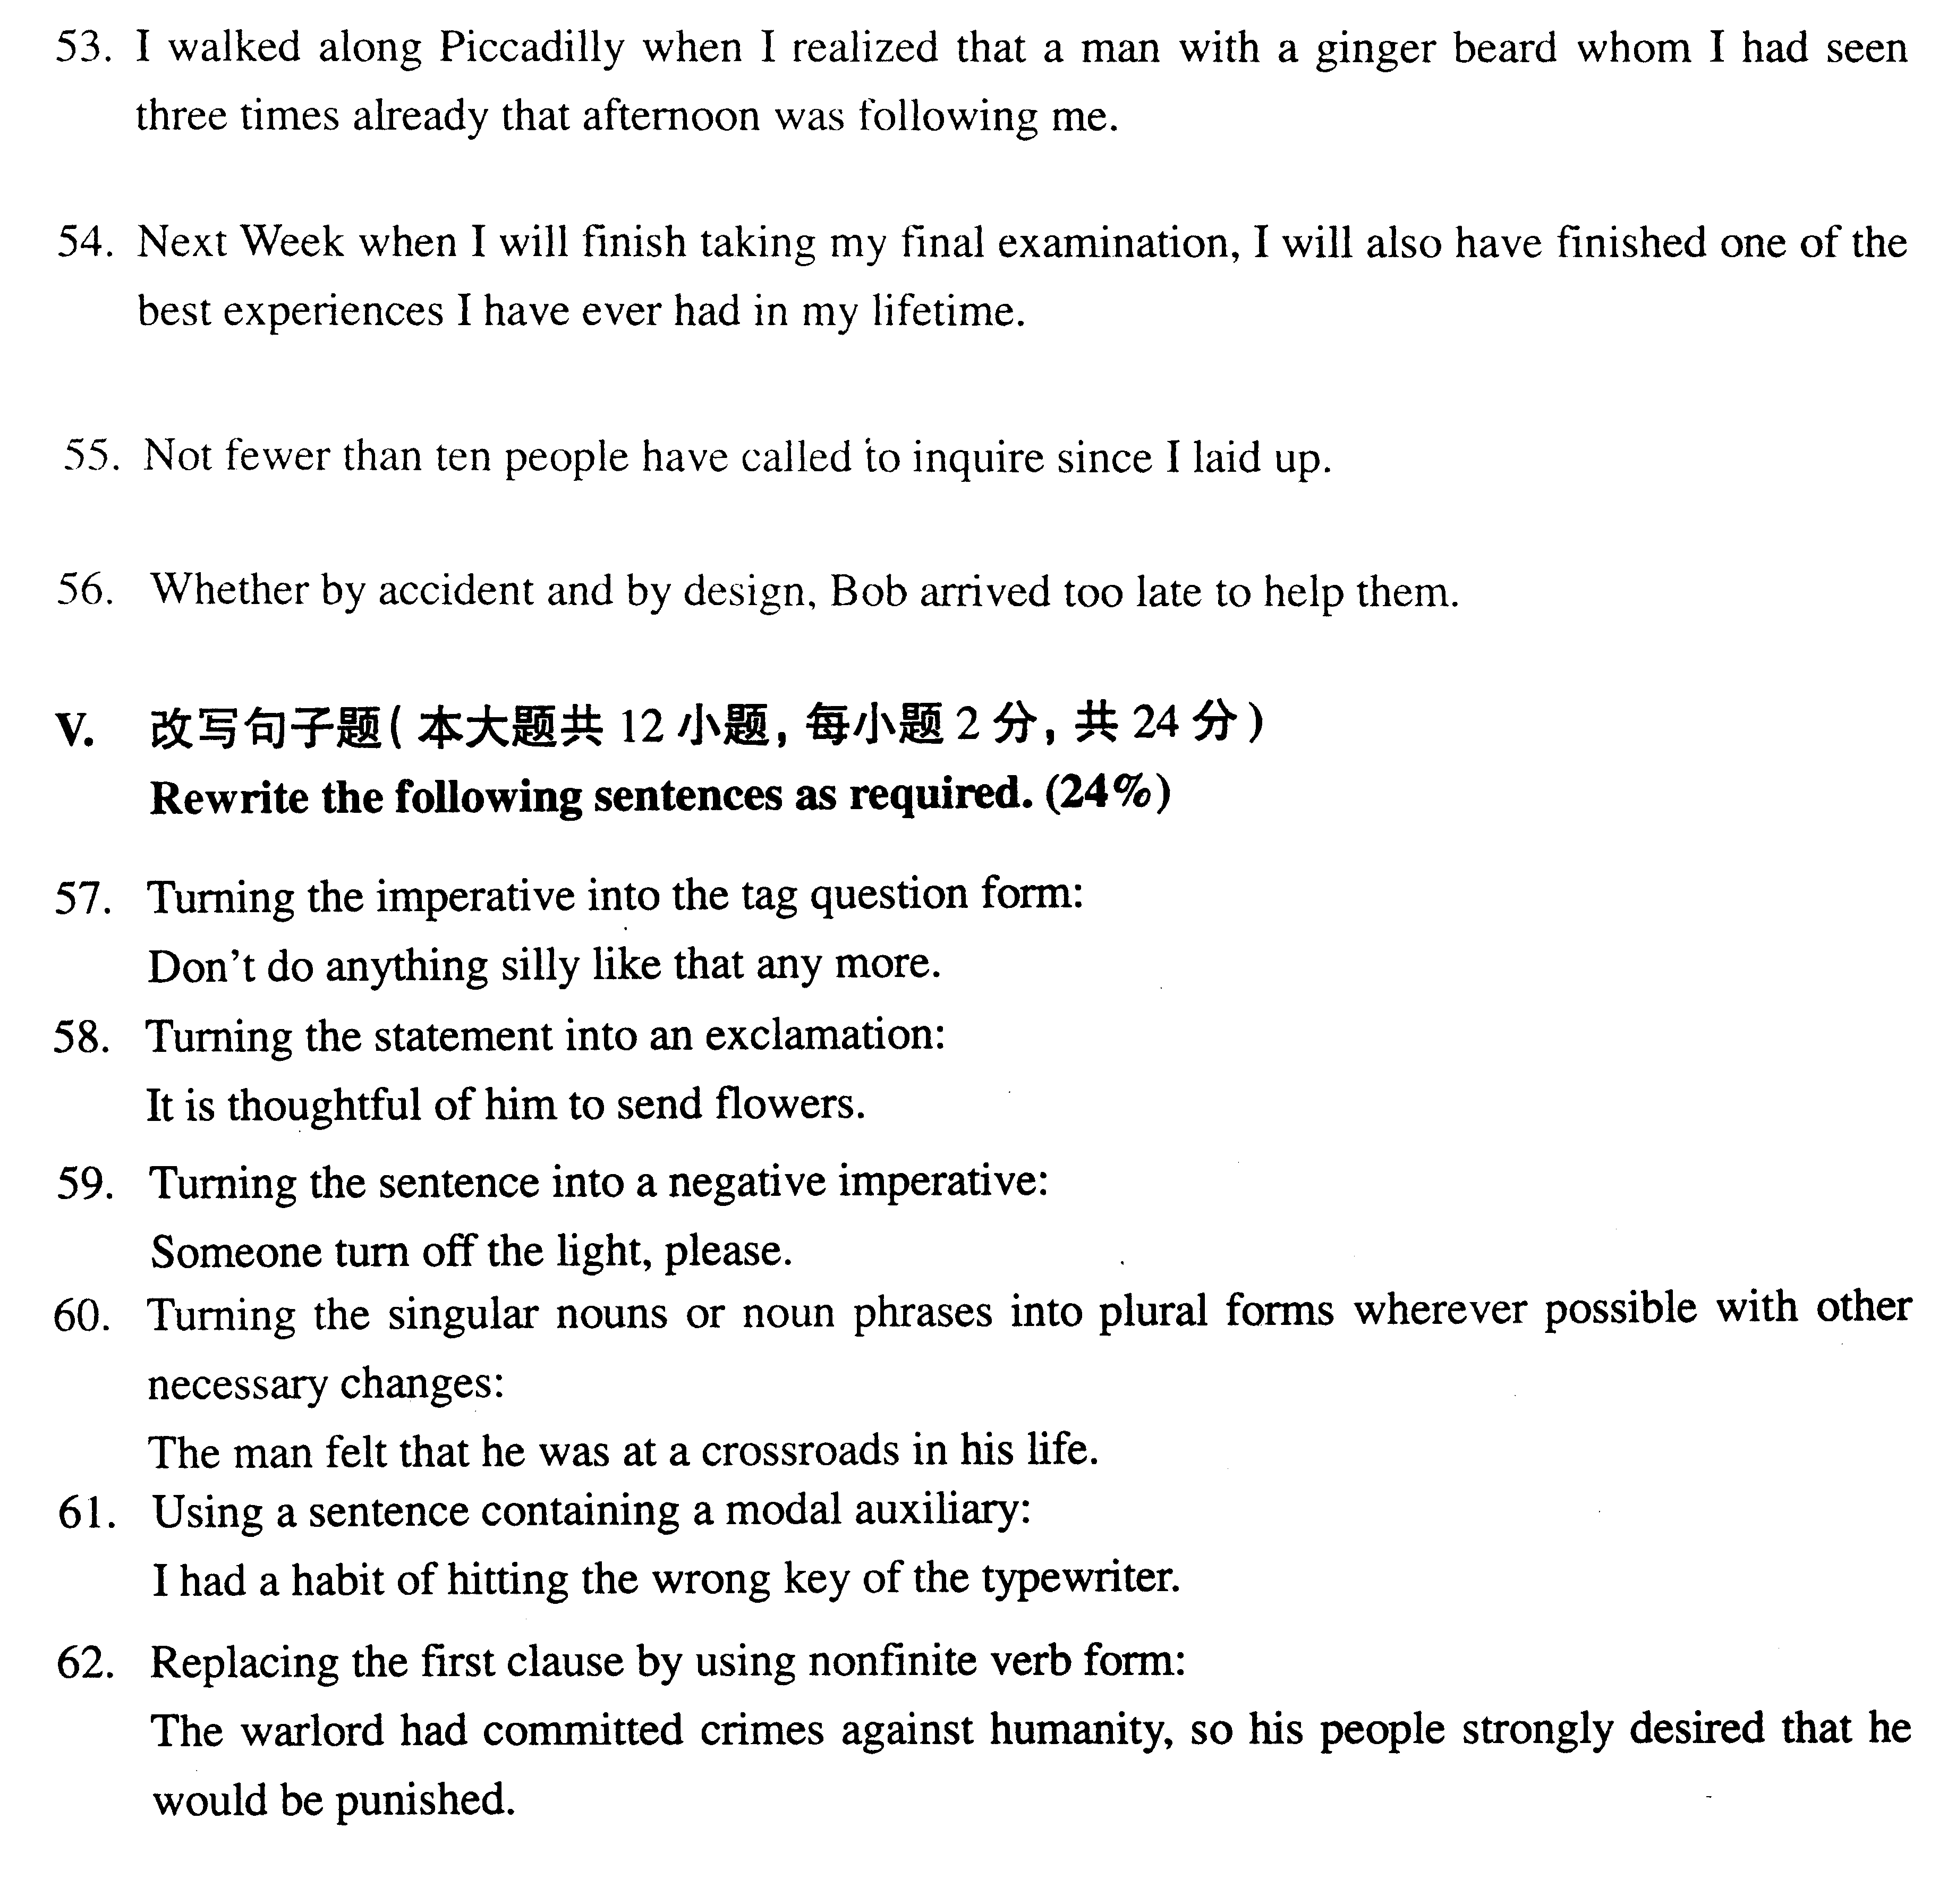 53. I walked along Piccadilly when I realized that a man with a ginger beard whom I had seen
three times already that afternoon was following me.
54. Next Week when I will finish taking my final examination, I will also have finished one of the
best experiences I have ever had in my lifetime.
55. Not fewer than ten people have called to inquire since I laid up.
56. Whether by accident and by design, Bob arrived too late to help them.
V. 改写句子题(本大题共 12 小题, 每小题 2 分, 共 24 分)
Rewrite the following sentences as required. (24%)
57. Turning the imperative into the tag question form:
Don't do anything silly like that any more.
58. Turning the statement into an exclamation:
It is thoughtful of him to send flowers.
59. Turning the sentence into a negative imperative:
Someone turn off the light, please.
60. Turning the singular nouns or noun phrases into plural forms wherever possible with other
necessary changes:
The man felt that he was at a crossroads in his life.
61. Using a sentence containing a modal auxiliary:
I had a habit of hitting the wrong key of the typewriter.
62. Replacing the first clause by using nonfinite verb form:
The warlord had committed crimes against humanity, so his people strongly desired that he
would be punished.